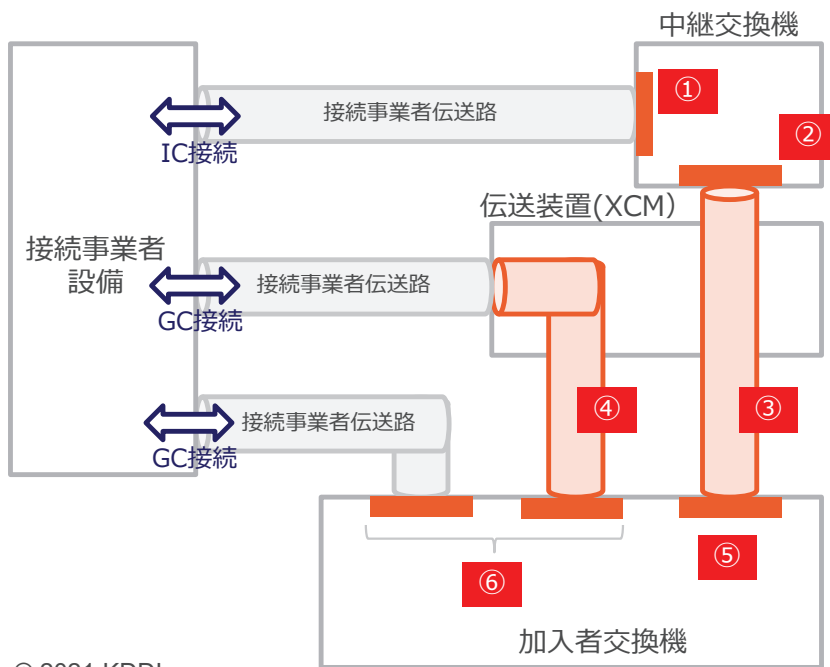 中継交換機
①
②
接続事業者伝送路
IC接続
伝送装置(XCM）
接続事業者
設備
接続事業者伝送路
GC接続
④
③
接続事業者伝送路
GC接続
⑤
⑥
加入者交換機